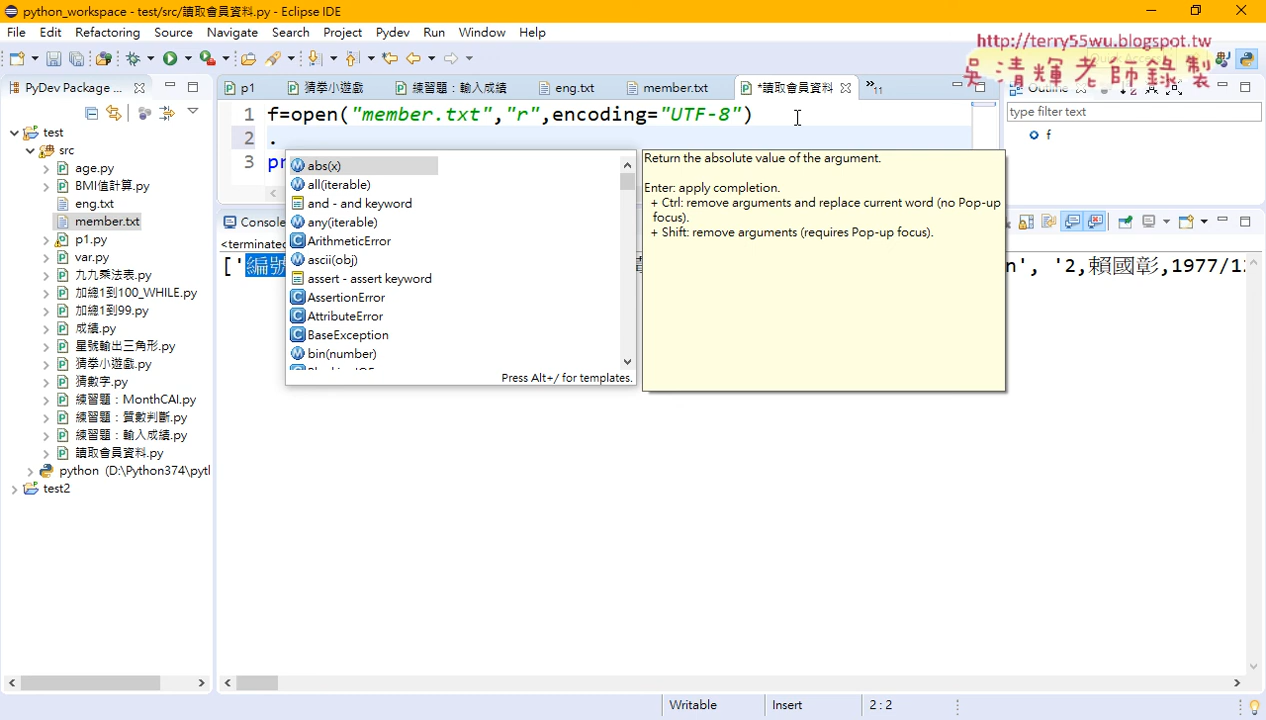 python_workspace - test/src/讀取會員資料.py - Eclipse IDE
File Edit Refactoring Source Navigate Search Project Pydev Run Window Help
http://terry55wu.blogspot.tw
吳清輝老師錄製
PyDev Package ...
p1
猜拳小遊戲
練習題：輸入成績
eng.txt
member.txt
*讀取會員資料
»11
Outline
type filter text
f
test
src
age.py
BMI值計算.py
eng.txt
member.txt
p1.py
var.py
九九乘法表.py
加總1到100_WHILE.py
加總1到99.py
成績.py
星號輸出三角形.py
猜拳小遊戲.py
猜數字.py
練習題：MonthCAI.py
練習題：質數判斷.py
練習題：輸入成績.py
讀取會員資料.py
python (D:\Python374\pytl
test2
1 f=open("member.txt","r",encoding="UTF-8")
2 .
3 pr
abs(x)
all(iterable)
and - and keyword
any(iterable)
ArithmeticError
ascii(obj)
assert - assert keyword
AssertionError
AttributeError
BaseException
bin(number)
Press Alt+/ for templates.
Return the absolute value of the argument.
Enter: apply completion.
+ Ctrl: remove arguments and replace current word (no Pop-up
focus).
+ Shift: remove arguments (requires Pop-up focus).
Console
<terminated
['編號
n', '2,賴國彰,1977/12
Writable Insert 2 : 2